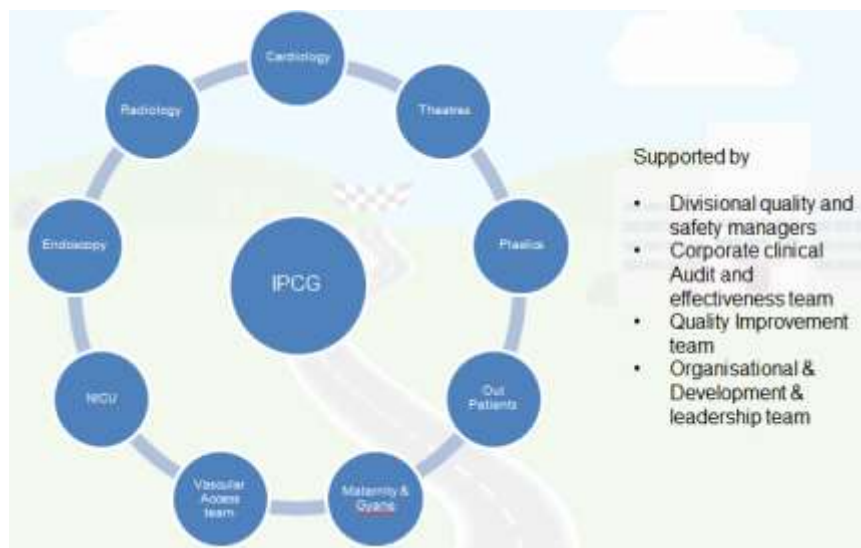 Cardiology
Theatres
Plastics
Out
Patients
Maternity &
Gynae
Vascular
Access
team
NICU
Endoscopy
Radiology
IPCG
Supported by
• Divisional quality and
safety managers
• Corporate clinical
Audit and
effectiveness team
• Quality Improvement
team
• Organisational &
Development &
leadership team